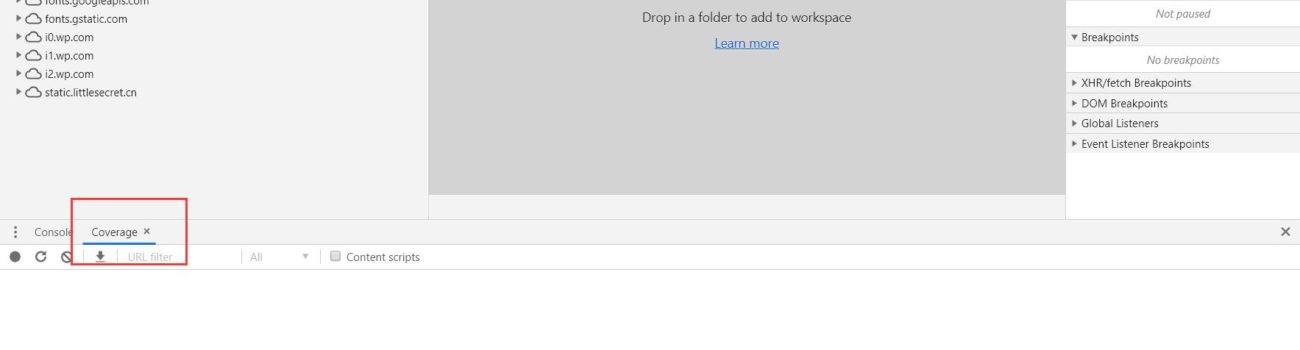 fonts.googleapis.com
fonts.gstatic.com
i0.wp.com
i1.wp.com
i2.wp.com
static.littlesecret.cn
Drop in a folder to add to workspace
Learn more
Not paused
Breakpoints
No breakpoints
XHR/fetch Breakpoints
DOM Breakpoints
Global Listeners
Event Listener Breakpoints
Console Coverage
URL filter All Content scripts